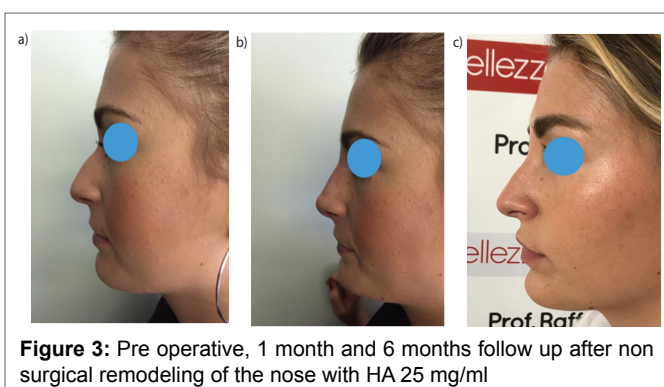 a)
b)
c)
ellezz
Pro
ellez
Prof. Raff
Figure 3: Pre operative, 1 month and 6 months follow up after non
surgical remodeling of the nose with HA 25 mg/ml